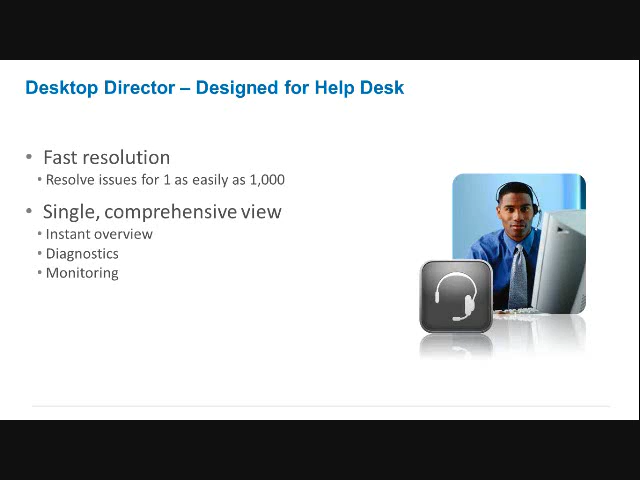 Desktop Director – Designed for Help Desk
• Fast resolution
• Resolve issues for 1 as easily as 1,000
• Single, comprehensive view
• Instant overview
• Diagnostics
• Monitoring